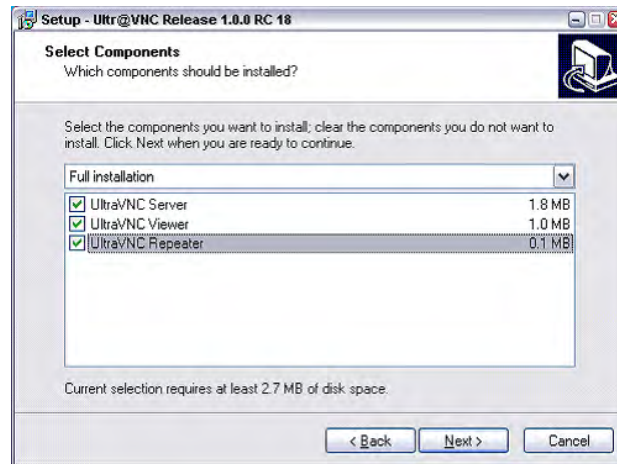 Setup - Ultr@VNC Release 1.0.0 RC 18
Select Components
Which components should be installed?
Select the components you want to install; clear the components you do not want to
install. Click Next when you are ready to continue.
Full installation
UltraVNC Server 1.8 MB
UltraVNC Viewer 1.0 MB
UltraVNC Repeater 0.1 MB
Current selection requires at least 2.7 MB of disk space.
< Back Next > Cancel